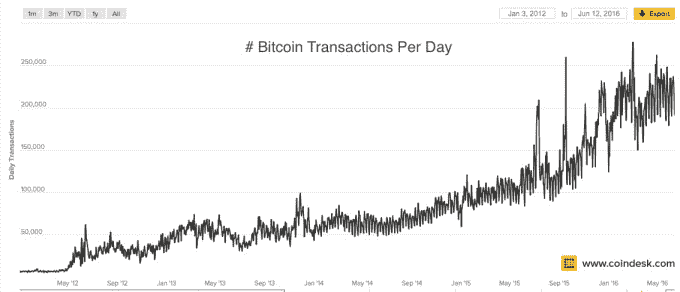 1m 3m YTD 1y All Jan 3, 2012 to Jun 12, 2016 Export
# Bitcoin Transactions Per Day
250,000
200,000
150,000
100,000
50,000
Daily Transactions
www.coindesk.com
May '12 Sep '12 Jan '13 May '13 Sep '13 Jan '14 May '14 Sep '14 Jan '15 May '15 Sep '15 Jan '16 May '16